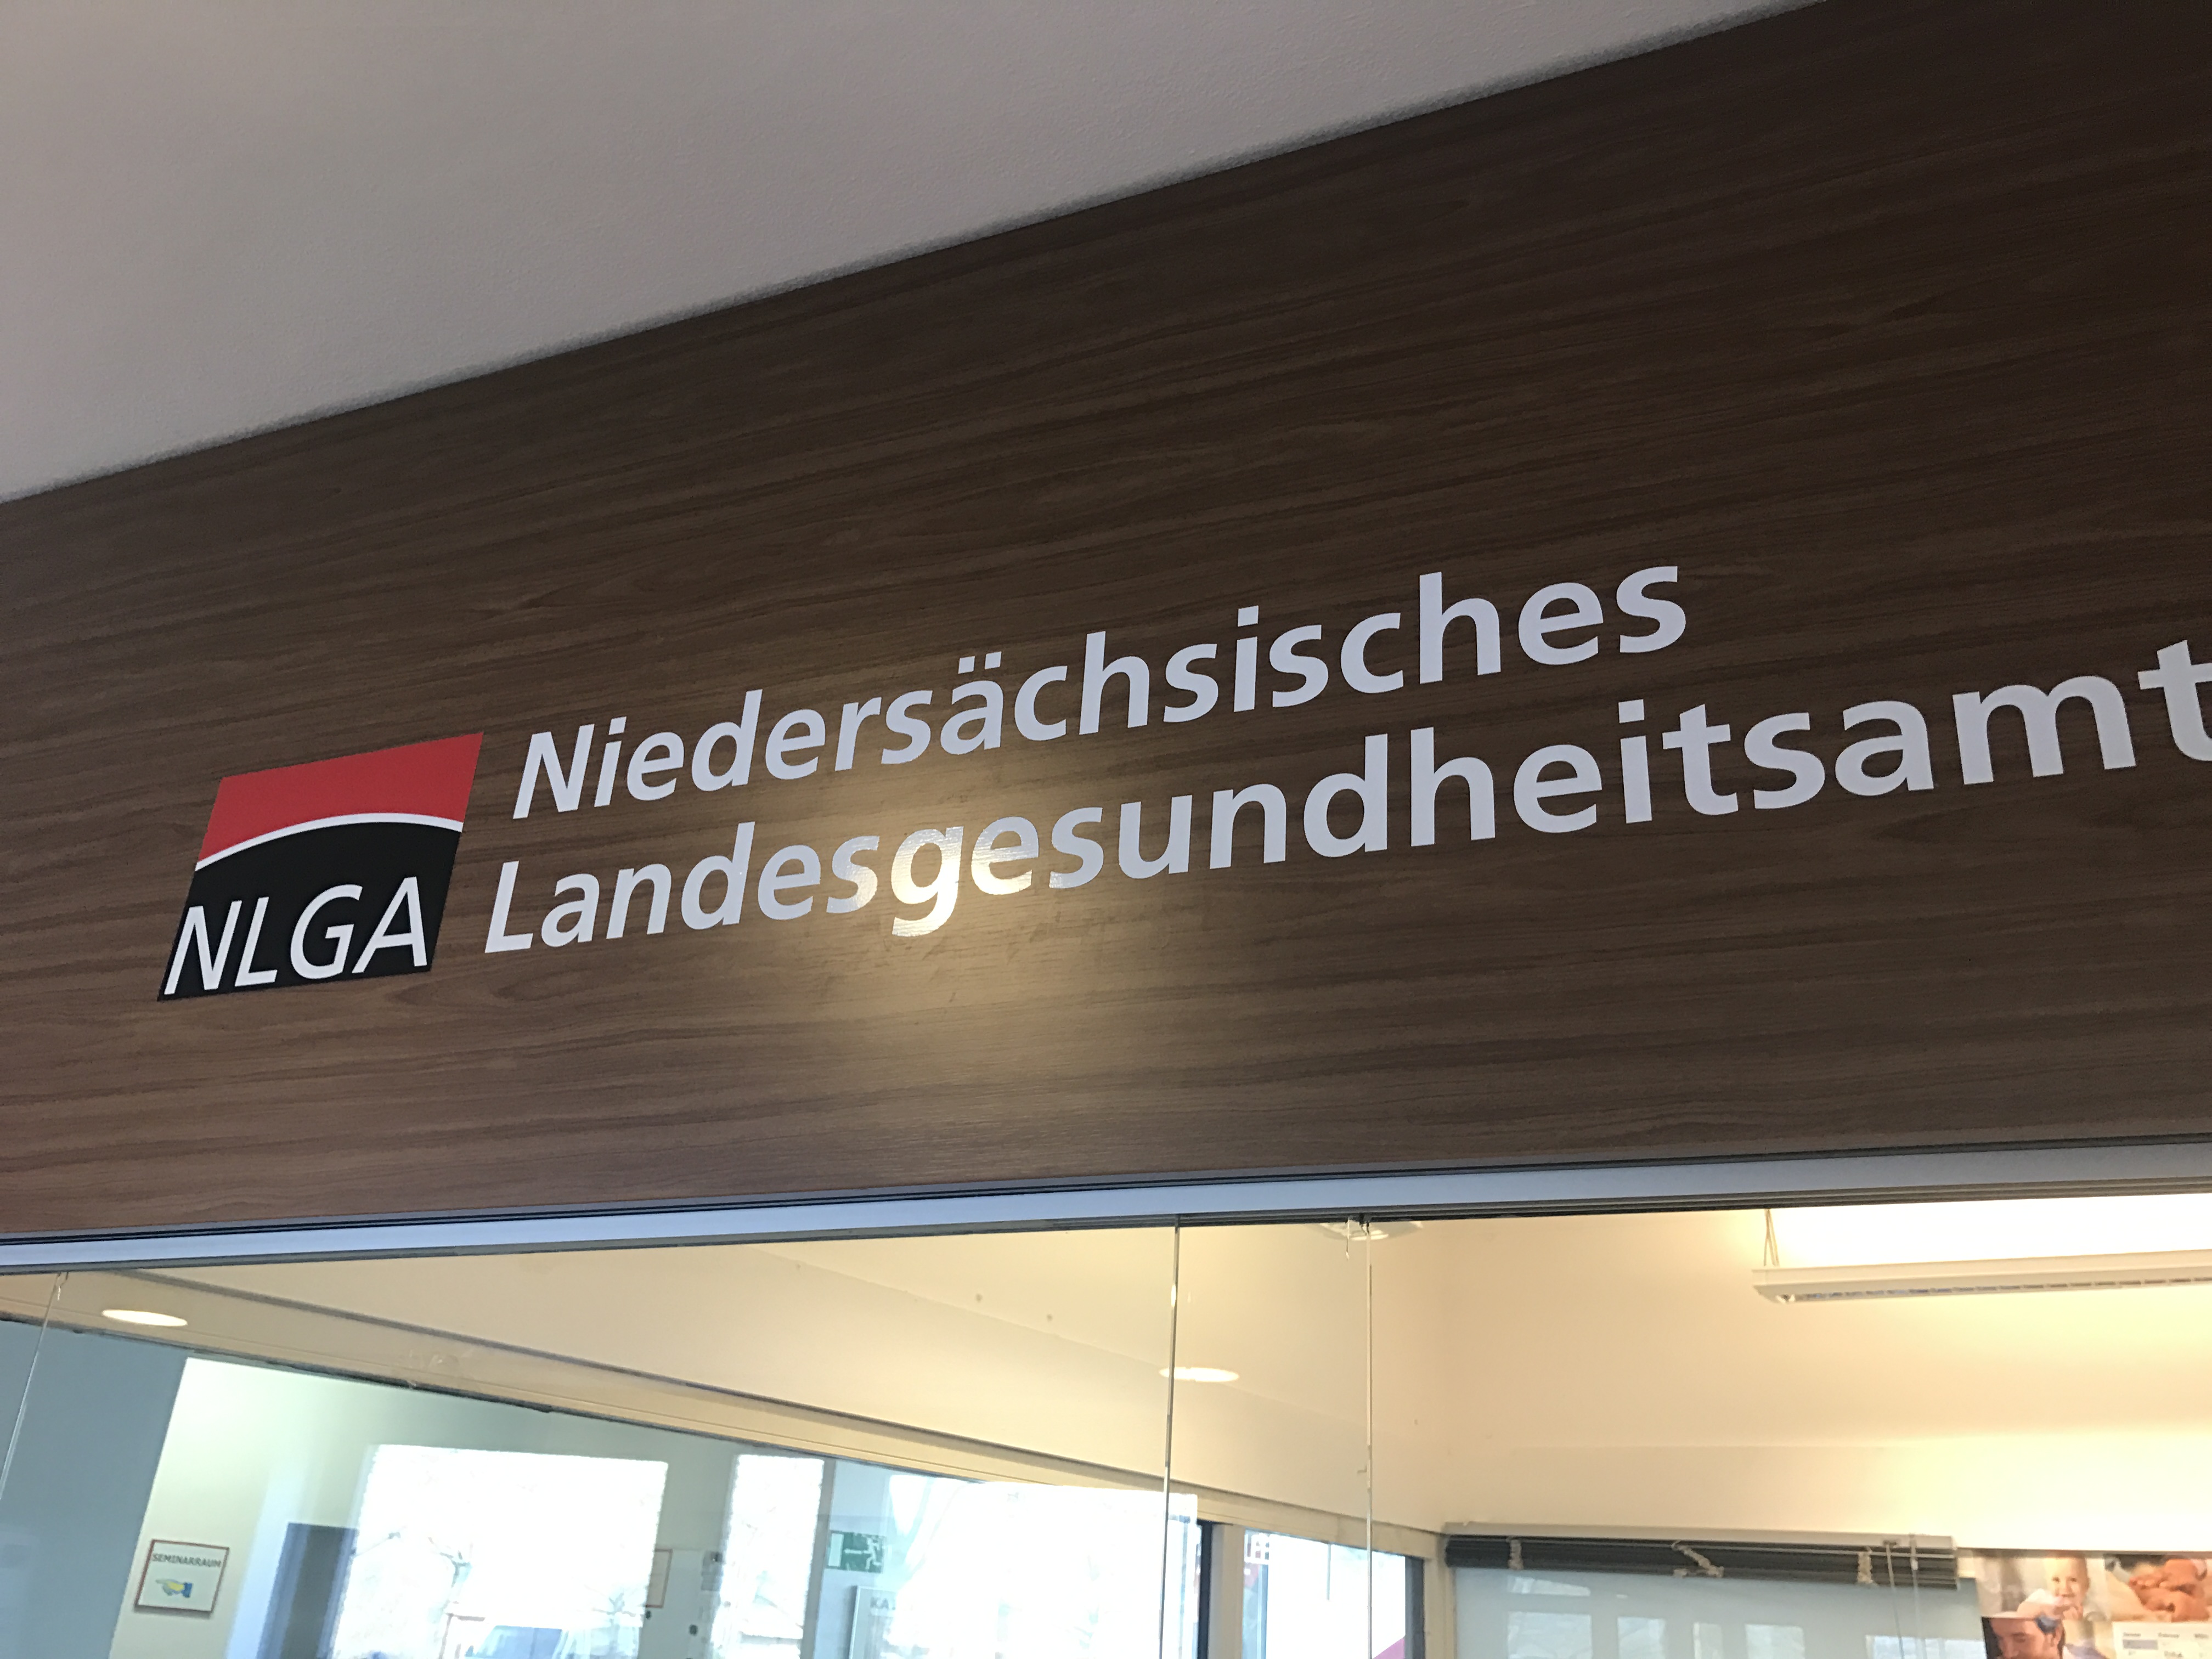 Niedersächsisches
Landesgesundheitsamt
NLGA
SEMINARRAUM